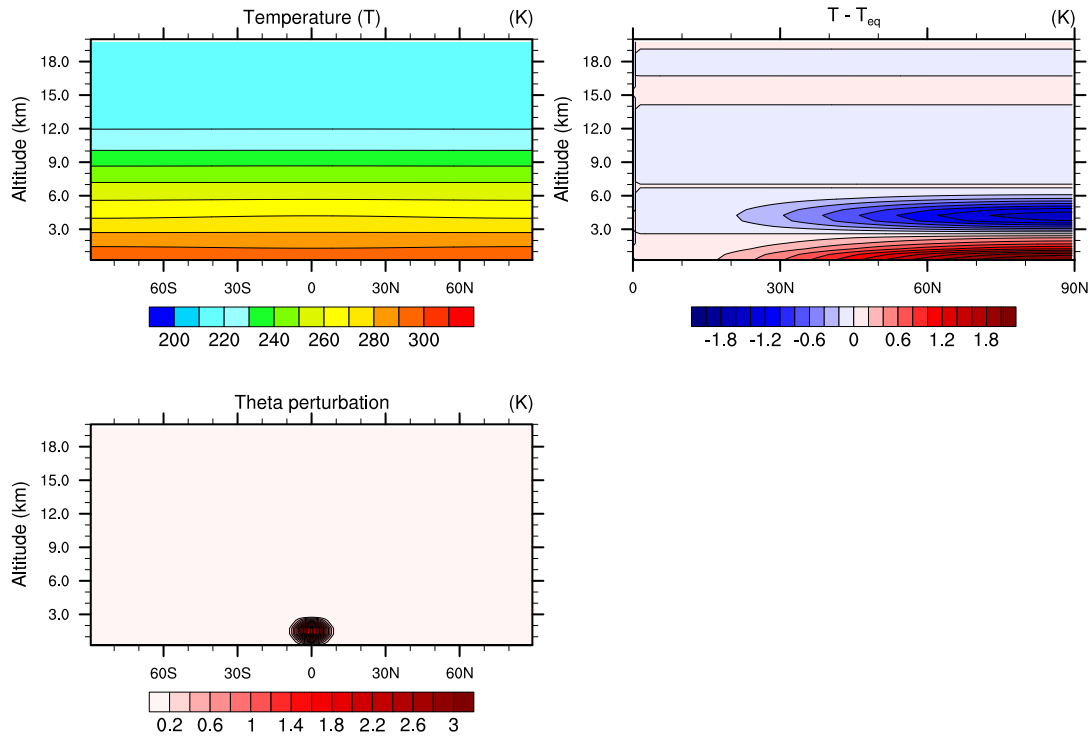 Temperature (T) (K)
Altitude (km)
18.0
15.0
12.0
9.0
6.0
3.0
60S 30S 0 30N 60N
200 220 240 260 280 300
T - Teq (K)
Altitude (km)
18.0
15.0
12.0
9.0
6.0
3.0
0 30N 60N 90N
-1.8 -1.2 -0.6 0 0.6 1.2 1.8
Theta perturbation (K)
Altitude (km)
18.0
15.0
12.0
9.0
6.0
3.0
60S 30S 0 30N 60N
0.2 0.6 1 1.4 1.8 2.2 2.6 3